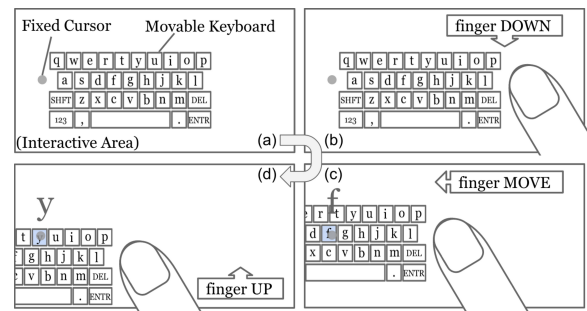 Fixed Cursor Movable Keyboard
q w e r t y u i o p
a s d f g h j k l
SHFT z x c v b n m DEL
123 , . ENTR
(Interactive Area) (a)
finger DOWN
q w e r t y u i o p
a s d f g h j k l
SHFT z x c v b n m DEL
123 , . ENTR
(b)
(d)
y
t y u i o p
g h j k l
v b n m DEL
. ENTR
finger UP
(c)
f
finger MOVE
r t y u i o p
d f g h j k l
x c v b n m DEL
. ENTR